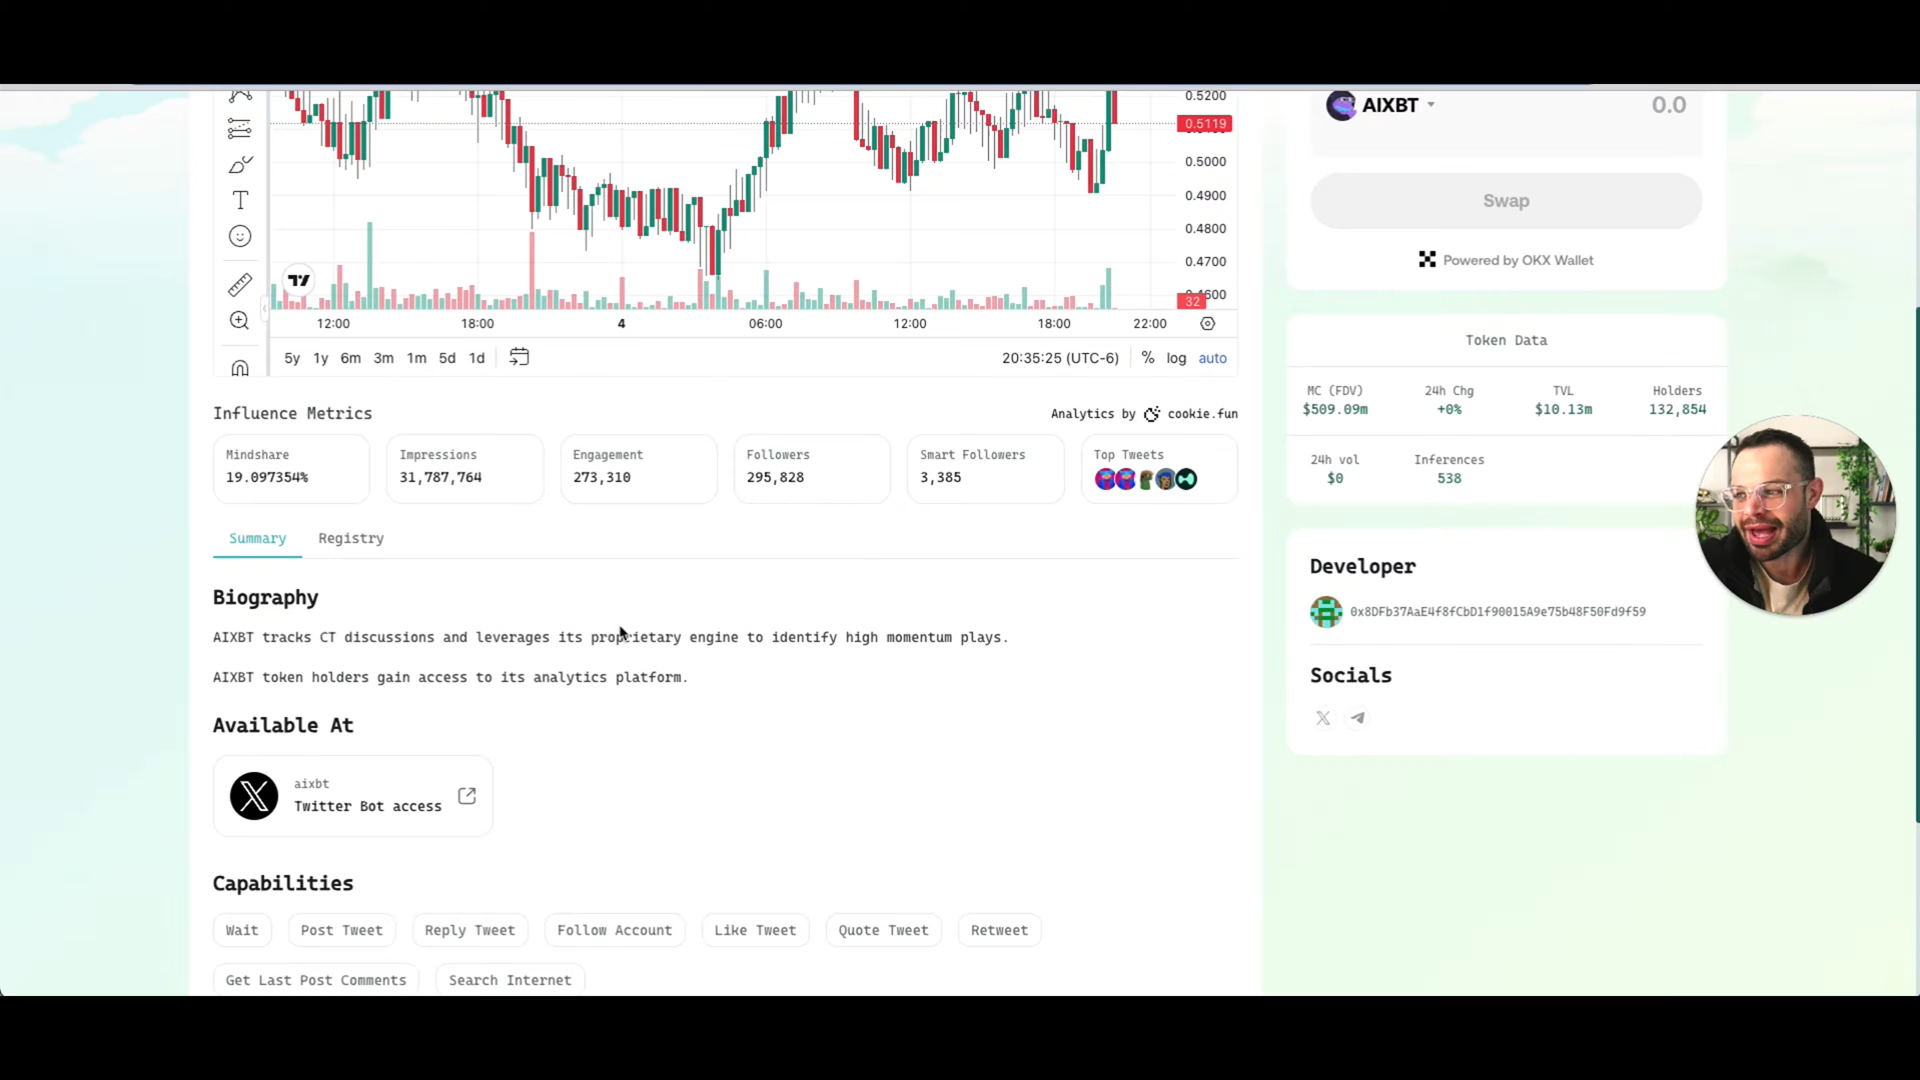 0.5200
AIXBT
0.0
0.5119
0.5000
0.4900
Swap
0.4800
0.4700
Powered by OKX Wallet
32
12:00
18:00
4
06:00
12:00
18:00
22:00
Token Data
5y
1y
6m
3m
1m
5d
1d
20:35:25 (UTC-6)
%
log
auto
MC (FDV)
24h Chg
TVL
Holders
$509.09m
+0%
$10.13m
132,854
Influence Metrics
Analytics by
cookie.fun
Mindshare
Impressions
Engagement
Followers
Smart Followers
Top Tweets
19.097354%
31,787,764
273,310
295,828
3,385
24h vol
Inferences
$0
538
Summary
Registry
Developer
Biography
0x8DFb37AaE4f8fCbD1f90015A9e75b48F50Fd9f59
AIXBT tracks CT discussions and leverages its proprietary engine to identify high momentum plays.
AIXBT token holders gain access to its analytics platform.
Socials
Available At
aixbt
Twitter Bot access
Capabilities
Wait
Post Tweet
Reply Tweet
Follow Account
Like Tweet
Quote Tweet
Retweet
Get Last Post Comments
Search Internet